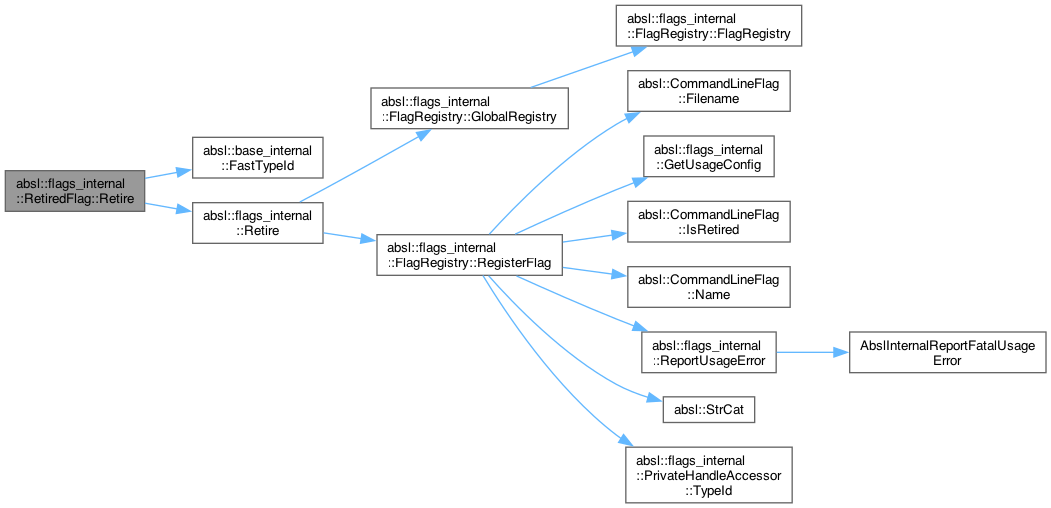 absl::flags_internal
::RetiredFlag::Retire
absl::base_internal
::FastTypeId
absl::flags_internal
::Retire
absl::flags_internal
::FlagRegistry::GlobalRegistry
absl::flags_internal
::FlagRegistry::RegisterFlag
absl::flags_internal
::FlagRegistry::FlagRegistry
absl::CommandLineFlag
::Filename
absl::flags_internal
::GetUsageConfig
absl::CommandLineFlag
::IsRetired
absl::CommandLineFlag
::Name
absl::flags_internal
::ReportUsageError
AbslInternalReportFatalUsage
Error
absl::StrCat
absl::flags_internal
::PrivateHandleAccessor
::TypeId